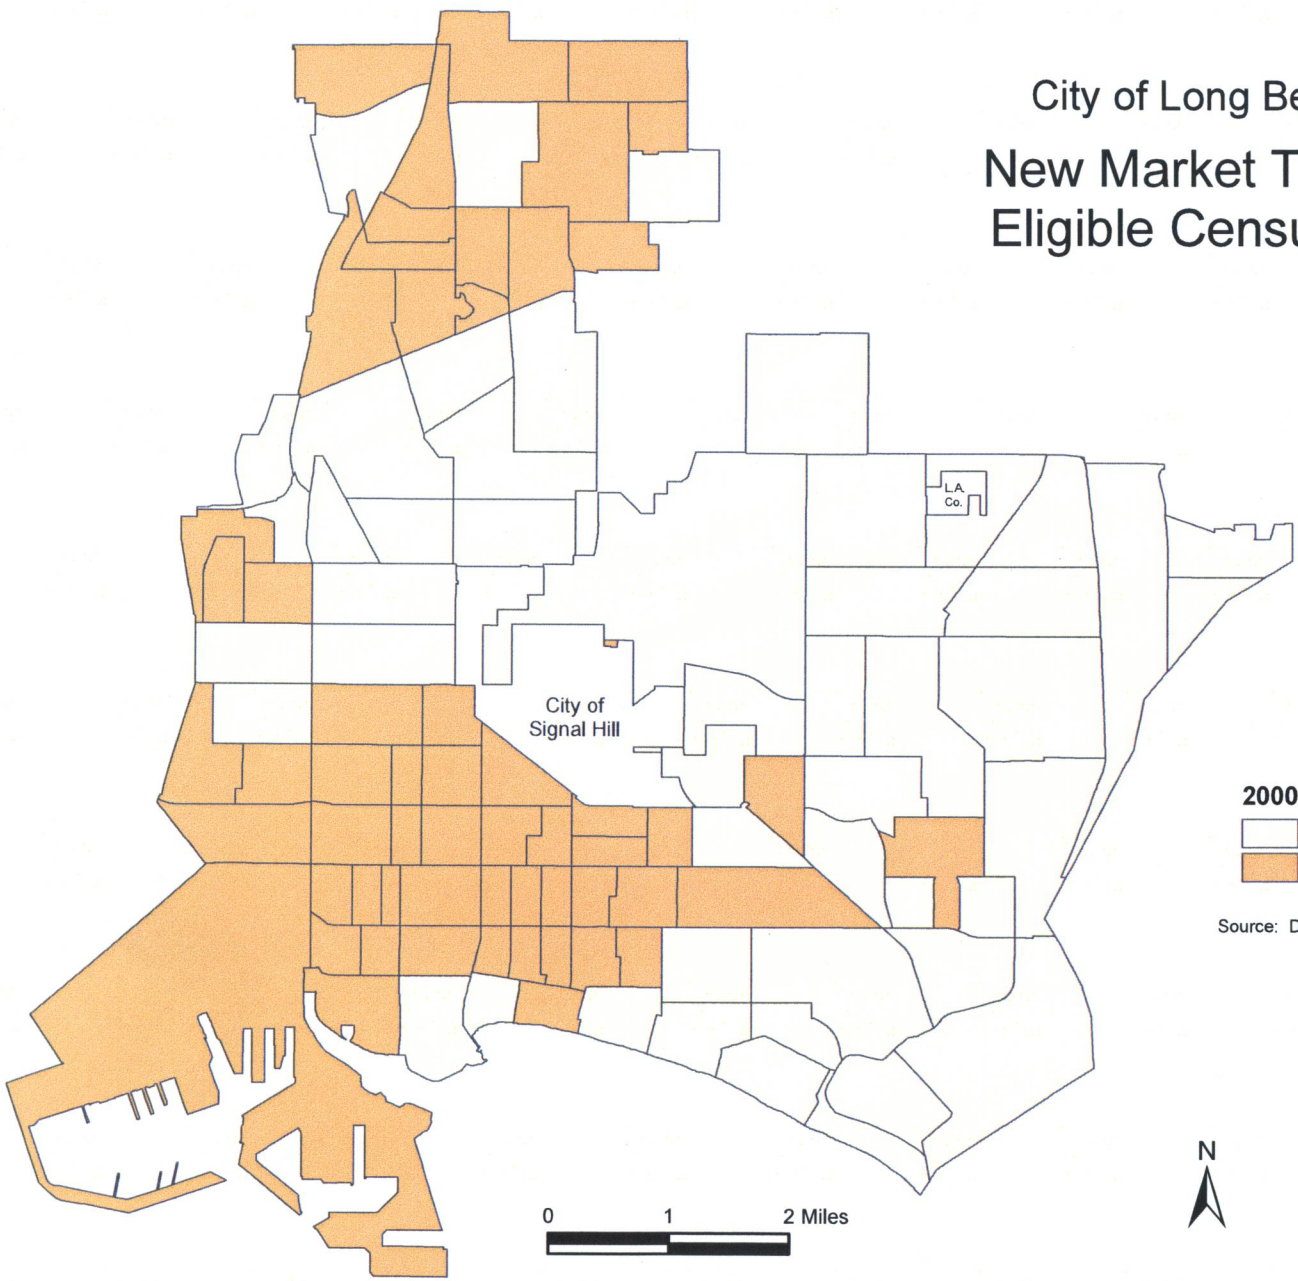 City of Long Be
New Market T
Eligible Censu
L.A.
Co.
City of
Signal Hill
2000
Source: D
N
0 1 2 Miles